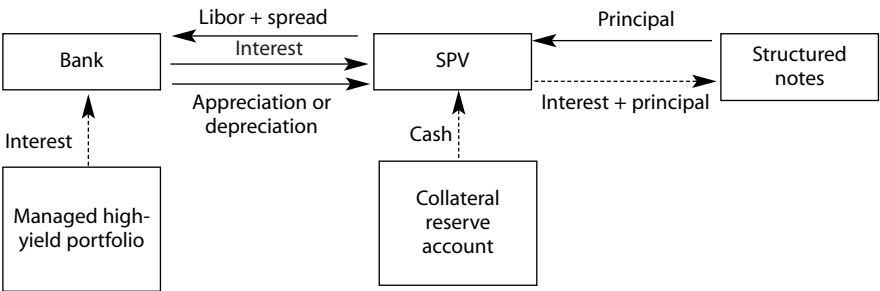 Libor + spread
Principal
Bank
Interest
SPV
Structured
notes
Appreciation or
depreciation
Interest + principal
Interest
Cash
Managed high-
yield portfolio
Collateral
reserve
account